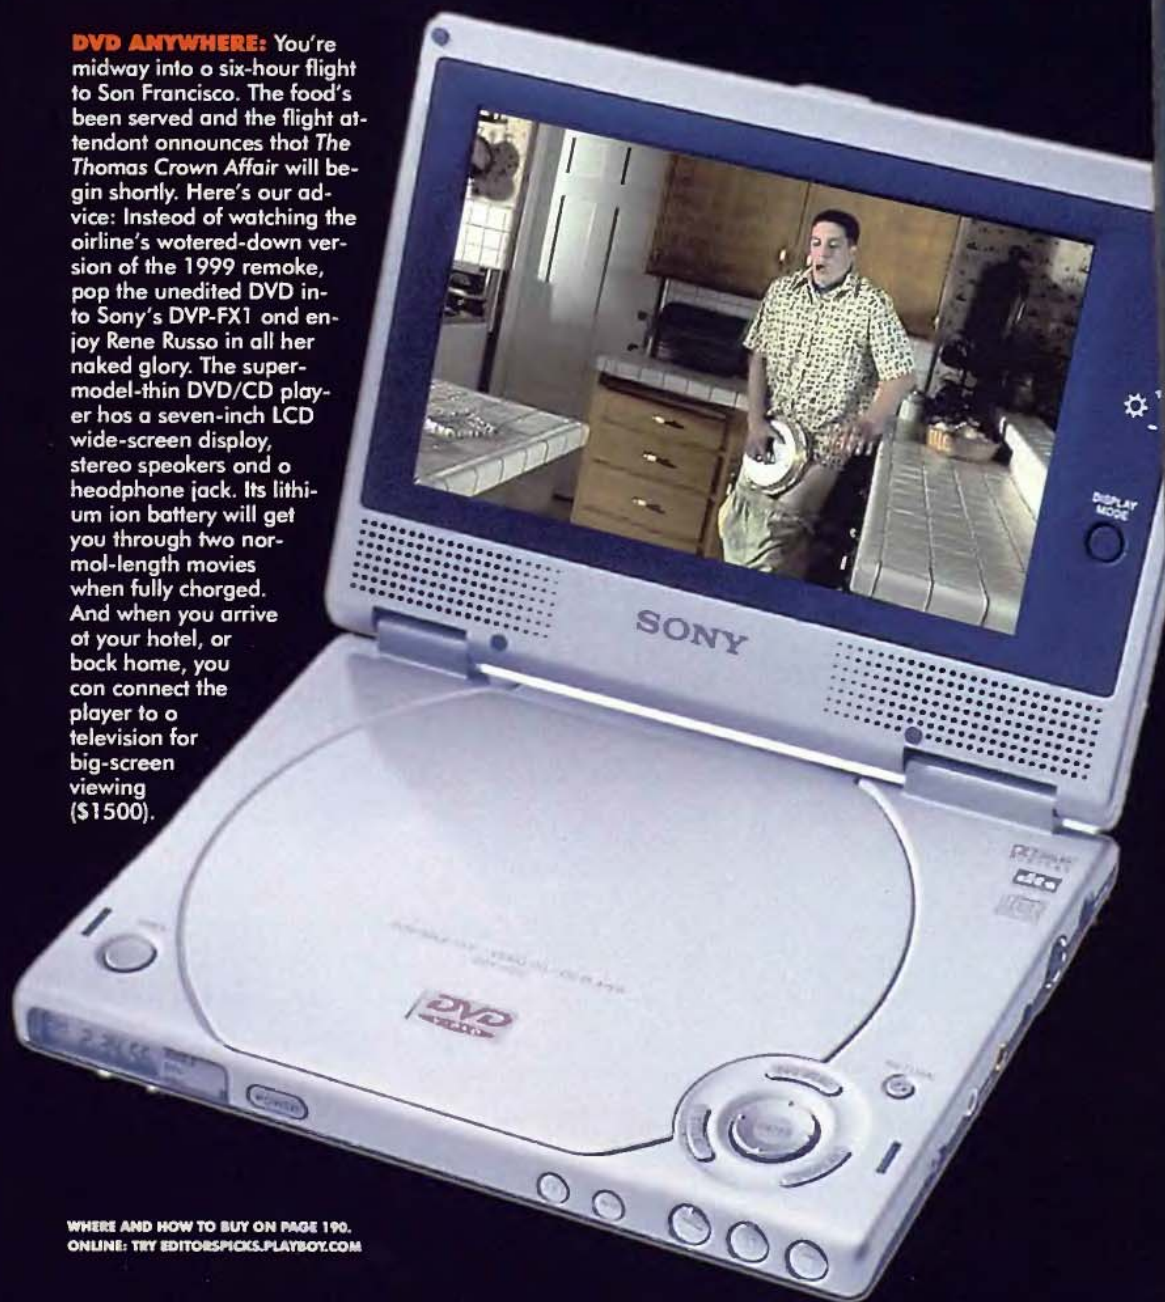 DVD ANYWHERE: You're
midway into a six-hour flight
to San Francisco. The food's
been served and the flight at-
tendant announces that The
Thomas Crown Affair will be-
gin shortly. Here's our ad-
vice: Instead of watching the
airline's watered-down ver-
sion of the 1999 remake,
pop the unedited DVD in-
to Sony's DVP-FX1 and en-
joy Rene Russo in all her
naked glory. The super-
model-thin DVD/CD play-
er has a seven-inch LCD
wide-screen display,
stereo speakers and a
headphone jack. Its lithi-
um ion battery will get
you through two nor-
mal-length movies
when fully charged.
And when you arrive
at your hotel, or
back home, you
can connect the
player to a
television for
big-screen
viewing
($1500).
DISPLAY
MODE
SONY
dts
DVD
POWER
WHERE AND HOW TO BUY ON PAGE 190.
ONLINE: TRY EDITORSPICKS.PLAYBOY.COM